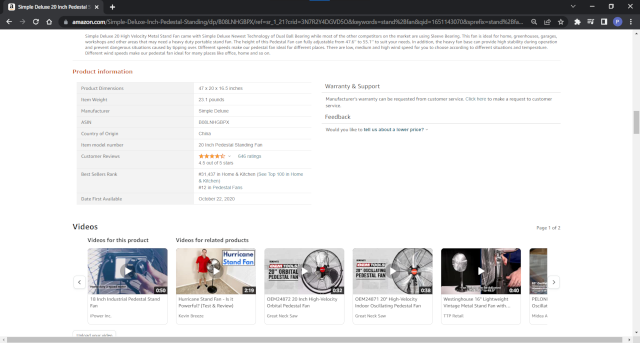 Simple Deluxe 20 Pedestal S
amazon.com/Simple-Deluxe-Inch-Pedestal-Standing/dp/B08LNHGBPX/ref=sr_1_21?crid=3N7R2Y4DGVD5O&keywords=stand%2Bfan&qid=1651143070&sprefix=stand%2Bfa...
Simple Deluxe 20 High Velocity Metal Stand Fan come with Simple Deluxe Newest Technology of Dual Ball Bearing while most of the other competitors on the market are using Sleeve Bearing. This fan is ideal for home, greenhouses, garages,
workshops and other areas that may need a heavy duty portable stand fan. The height of this Pedestal Fan can fully adjustable from 47.6" to 55.1" to suit your needs. In addition, the heavy fan base can provide high stability during operation
and prevent dangerous situations caused by tipping over. Different speeds make our pedestal fan ideal for different places. There are low, medium and high wind speed for you to choose according to different situations and temperature.
Different wind speeds make our pedestal fan ideal for many places like office, home and so on.
Product information
Product Dimensions 47 x 20 x 16.5 inches
Item Weight 23.1 pounds
Manufacturer Simple Deluxe
ASIN B08LNHGBPX
Country of Origin China
Item model number 20 Inch Pedestal Standing Fan
Customer Reviews 646 ratings
4.5 out of 5 stars
Best Sellers Rank #31,437 in Home & Kitchen (See Top 100 in Home
& Kitchen)
#12 in Pedestal Fans
Date First Available October 22, 2020
Warranty & Support
Manufacturer's warranty can be requested from customer service. Click here to make a request to customer
service.
Feedback
Would you like to tell us about a lower price?
Videos
Page 1 of 2
Videos for this product
Videos for related products
0:50
18 Inch Industrial Pedestal Stand
Fan
iPower Inc.
Hurricane
Stand Fan
2:19
Hurricane Stand Fan - Is It
Powerful? (Test & Review)
Kevin Breeze
20" ORBITAL
PEDESTAL FAN
0:52
OEM24872 20 Inch High-Velocity
Orbital Pedestal Fan
Great Neck Saw
20" OSCILLATING
PEDESTAL FAN
0:58
OEM24871 20" High-Velocity
Indoor Oscillating Pedestal Fan
Great Neck Saw
0:40
Westinghouse 16" Lightweight
Vintage Metal Stand Fan with...
TTP Retail
PELON
Oscilla
Midea A
Upload your video